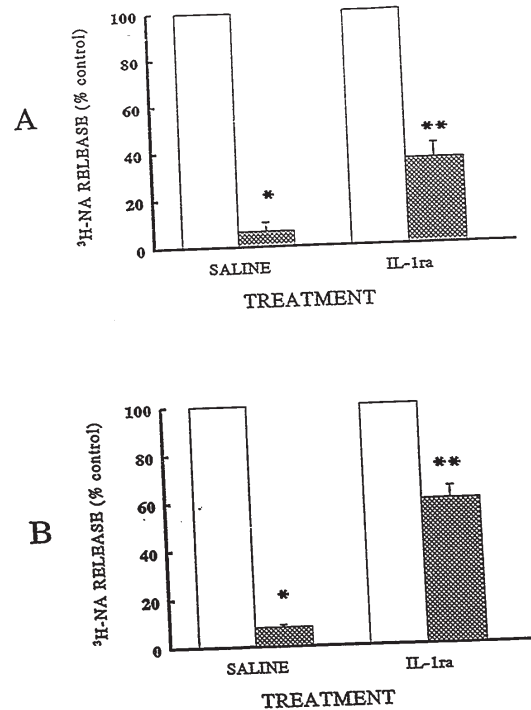 A
³H-NA RELEASE (% control)
100
80
60
40
20
0
*
**
SALINE
IL-1ra
TREATMENT
B
³H-NA RELEASE (% control)
100
80
60
40
20
0
*
**
SALINE
IL-1ra
TREATMENT